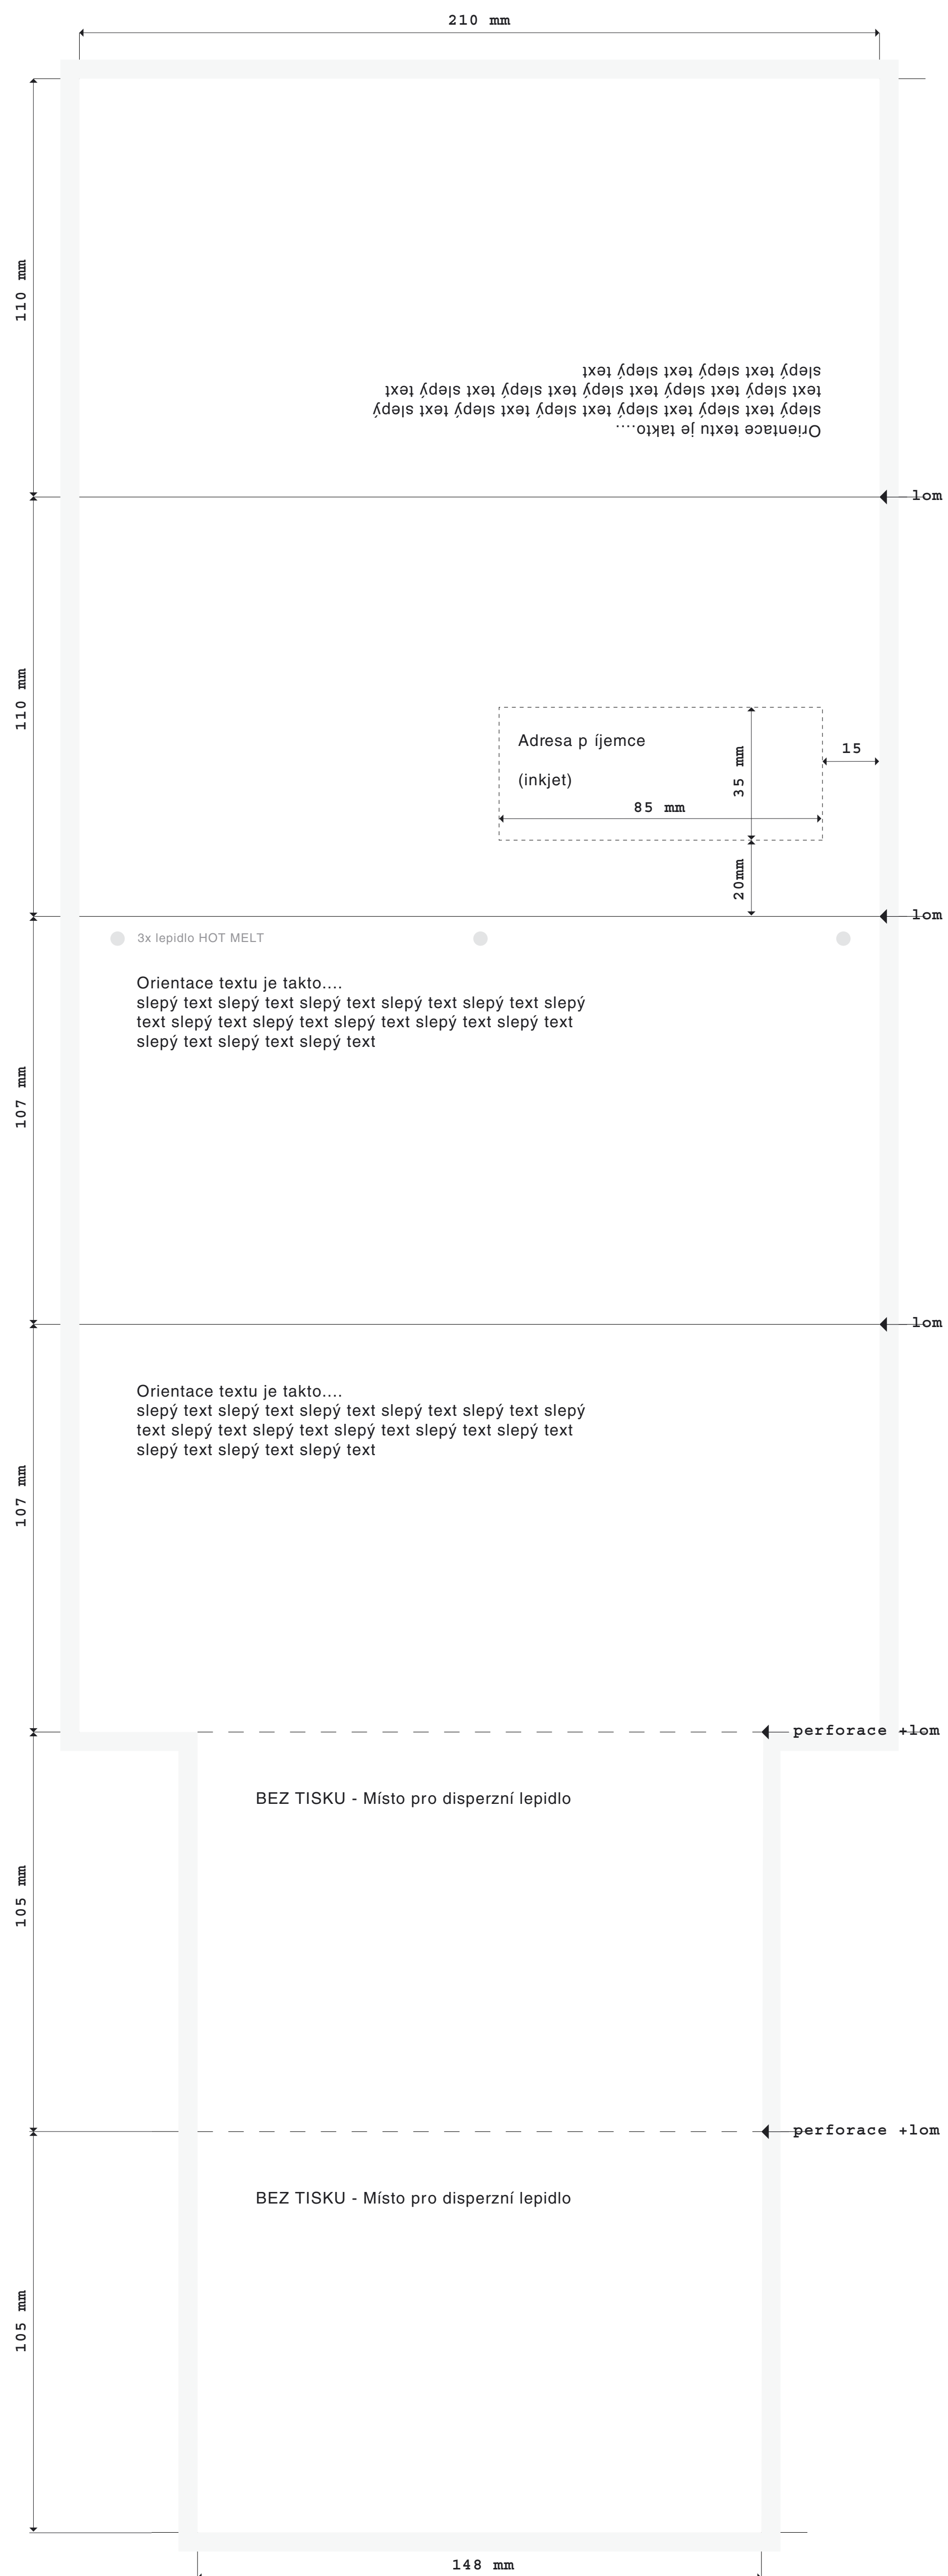 210 mm
110 mm
Orientace textu je takto....
slepý text slepý text slepý text slepý text slepý text slepý
text slepý text slepý text slepý text slepý text slepý text
slepý text slepý text slepý text
lom
110 mm
Adresa p íjemce
(inkjet)
35 mm
85 mm
15
20mm
lom
3x lepidlo HOT MELT
Orientace textu je takto....
slepý text slepý text slepý text slepý text slepý text slepý
text slepý text slepý text slepý text slepý text slepý text
slepý text slepý text slepý text
107 mm
lom
Orientace textu je takto....
slepý text slepý text slepý text slepý text slepý text slepý
text slepý text slepý text slepý text slepý text slepý text
slepý text slepý text slepý text
107 mm
perforace +lom
BEZ TISKU - Místo pro disperzní lepidlo
105 mm
perforace +lom
BEZ TISKU - Místo pro disperzní lepidlo
105 mm
148 mm